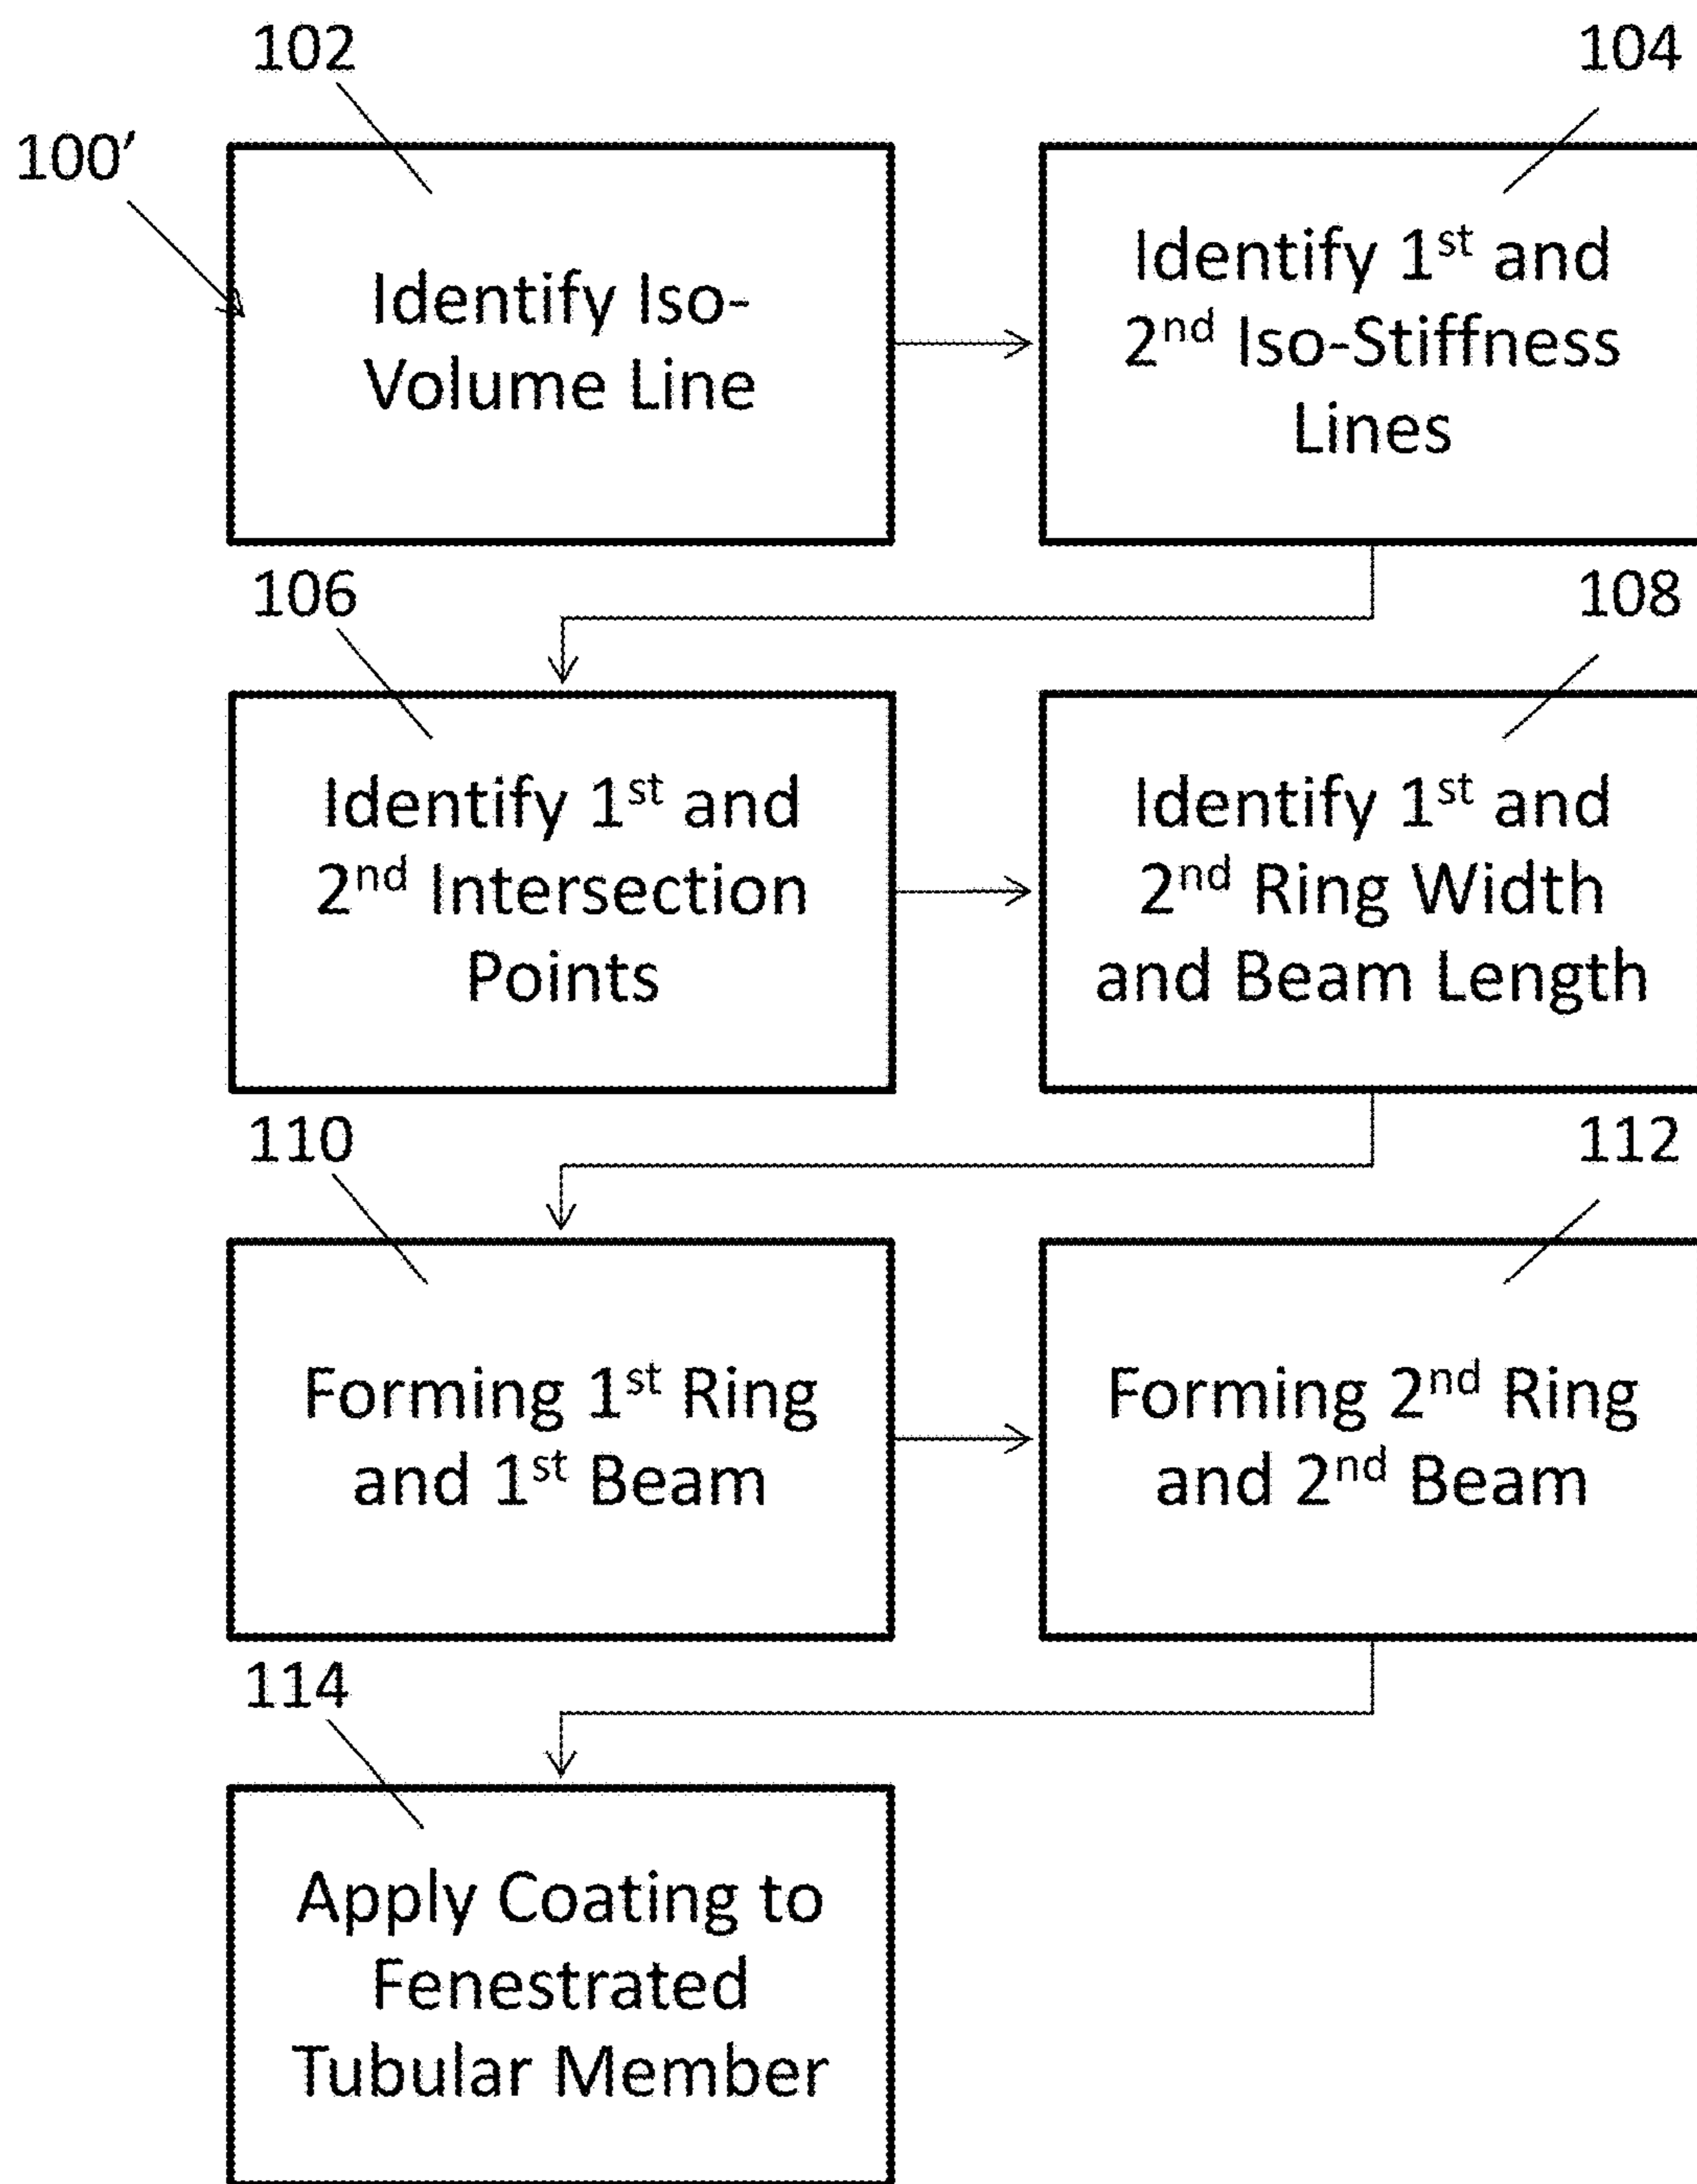 102
104
100′
Identify Iso-
Volume Line
Identify 1st and
2nd Iso-Stiffness
Lines
106
108
Identify 1st and
2nd Intersection
Points
Identify 1st and
2nd Ring Width
and Beam Length
110
112
Forming 1st Ring
and 1st Beam
Forming 2nd Ring
and 2nd Beam
114
Apply Coating to
Fenestrated
Tubular Member